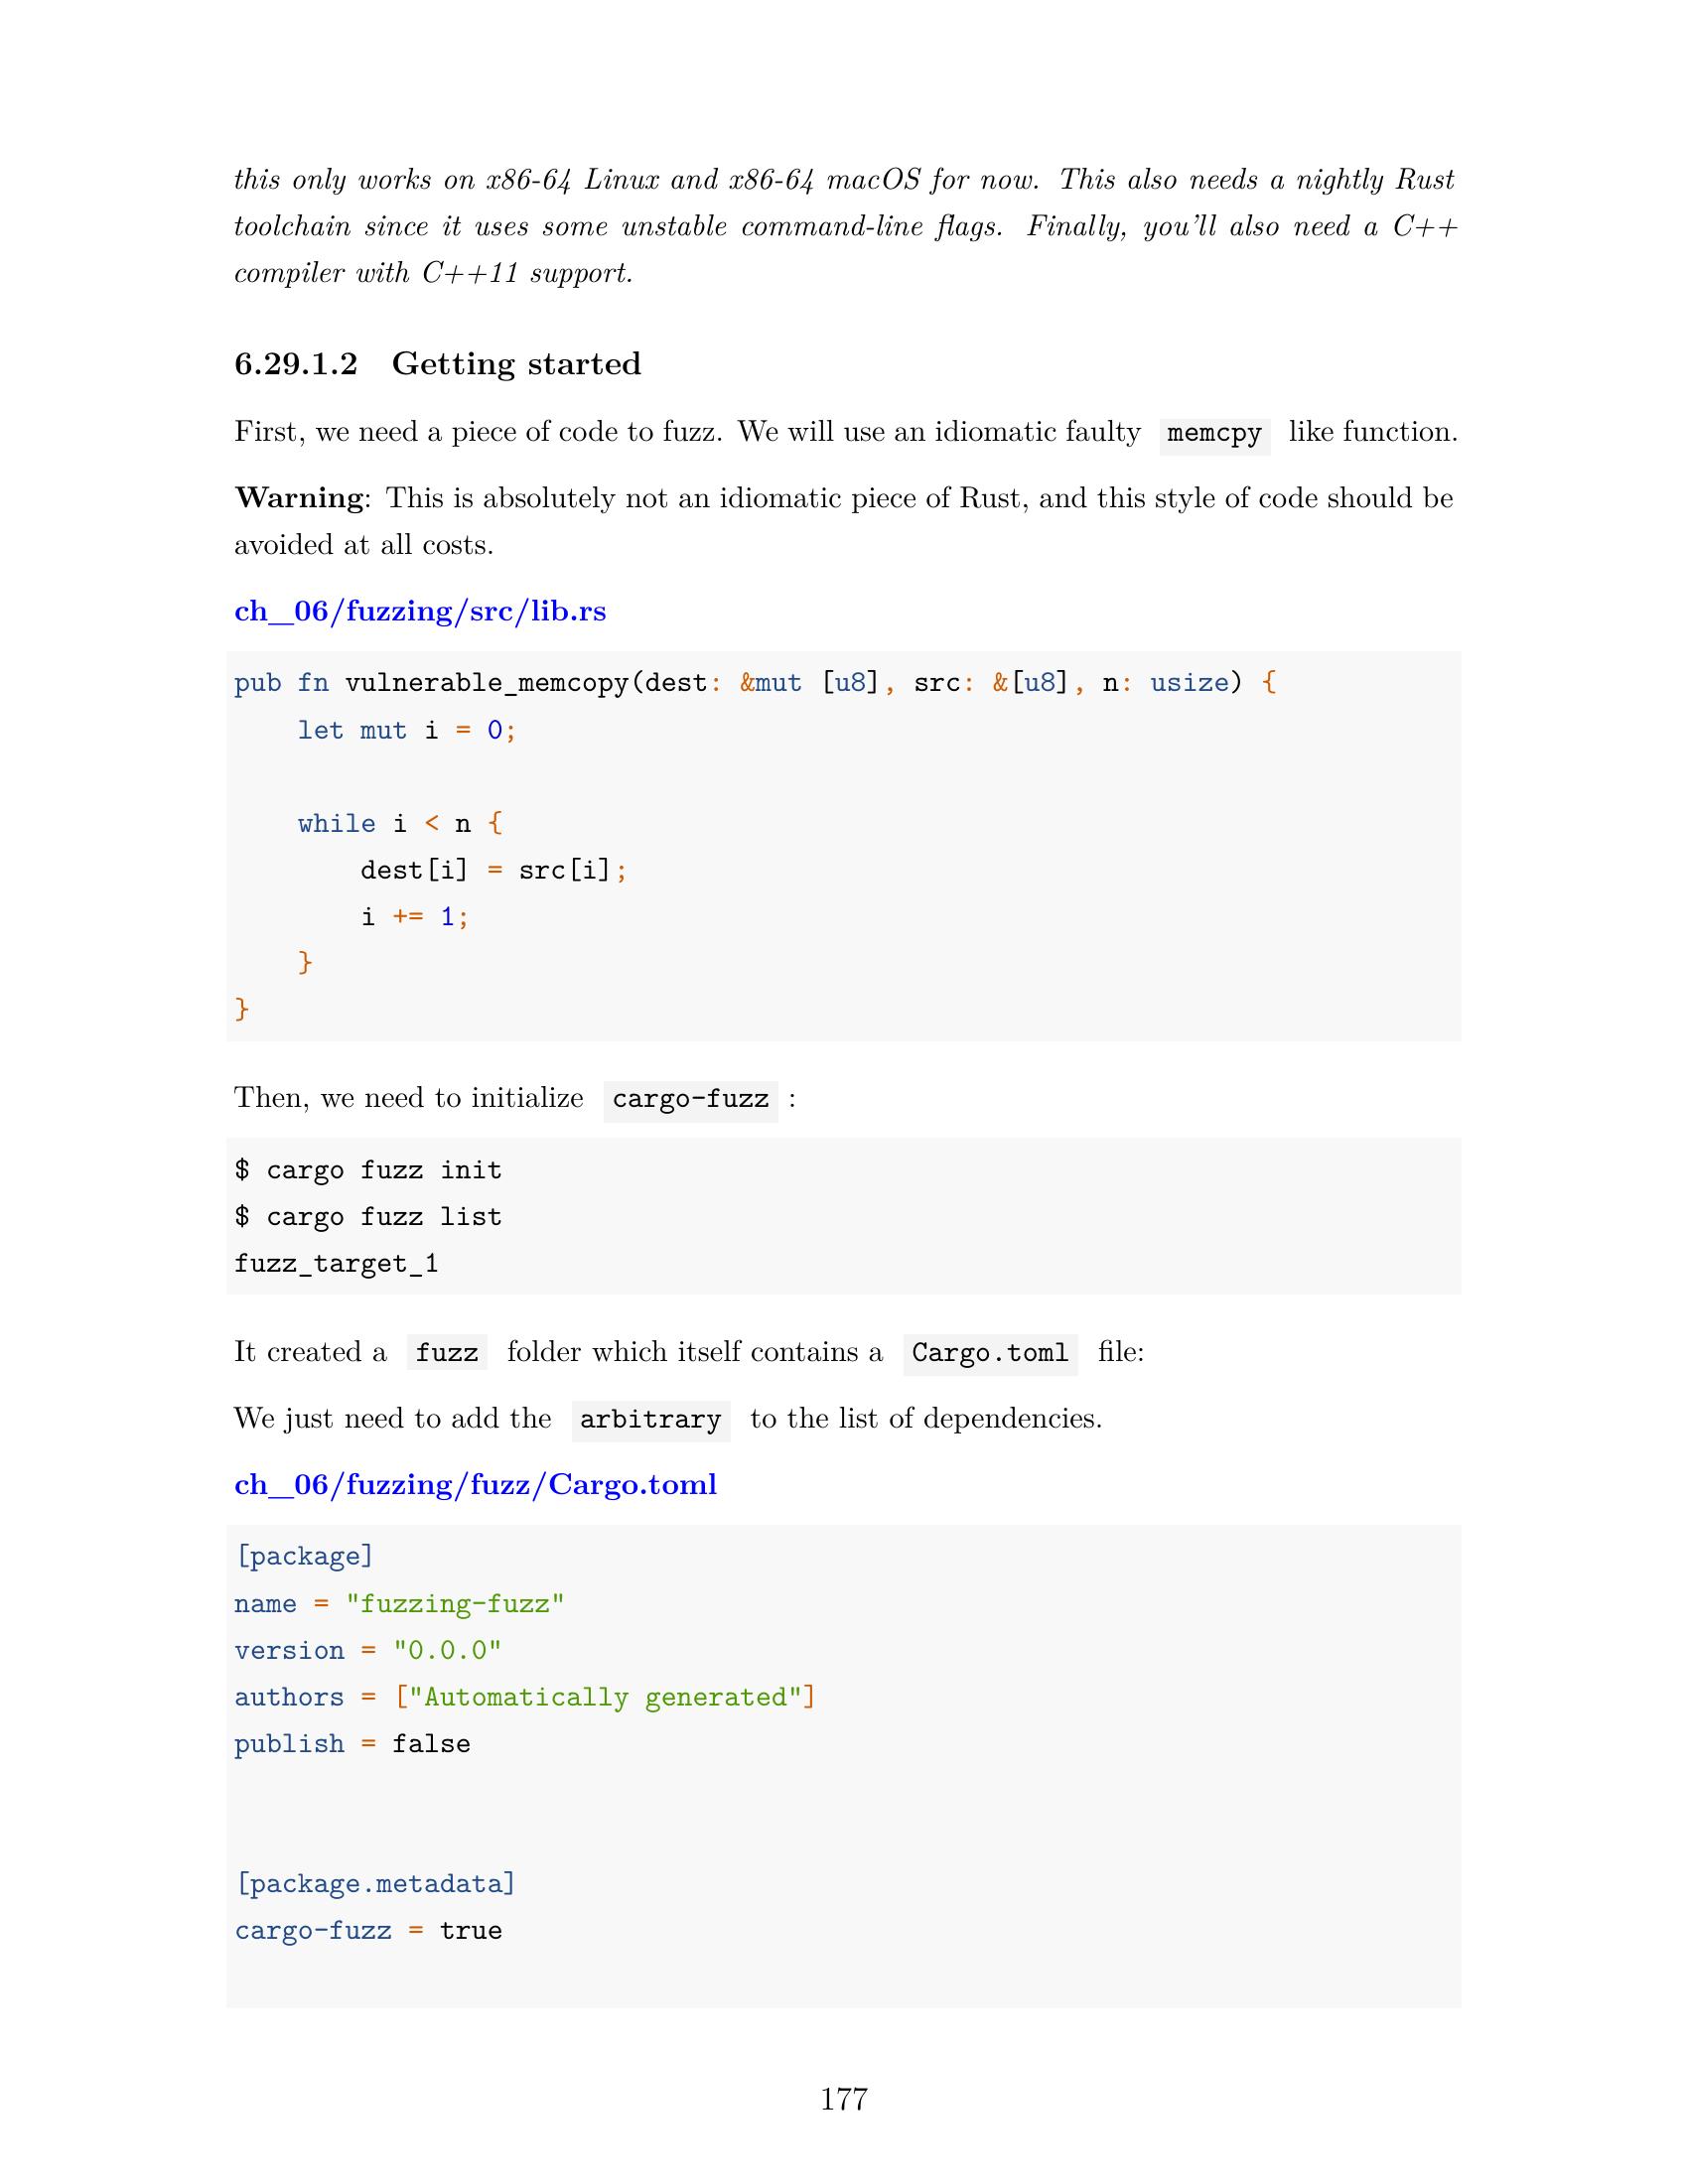 this only works on x86-64 Linux and x86-64 macOS for now. This also needs a nightly Rust
toolchain since it uses some unstable command-line flags. Finally, you'll also need a C++
compiler with C++11 support.
6.29.1.2 Getting started
First, we need a piece of code to fuzz. We will use an idiomatic faulty memcpy like function.
Warning: This is absolutely not an idiomatic piece of Rust, and this style of code should be
avoided at all costs.
ch_06/fuzzing/src/lib.rs
pub fn vulnerable_memcopy(dest: &mut [u8], src: &[u8], n: usize) {
    let mut i = 0;
    while i < n {
        dest[i] = src[i];
        i += 1;
    }
}
Then, we need to initialize cargo-fuzz :
$ cargo fuzz init
$ cargo fuzz list
fuzz_target_1
It created a fuzz folder which itself contains a Cargo.toml file:
We just need to add the arbitrary to the list of dependencies.
ch_06/fuzzing/fuzz/Cargo.toml
[package]
name = "fuzzing-fuzz"
version = "0.0.0"
authors = ["Automatically generated"]
publish = false
[package.metadata]
cargo-fuzz = true
177